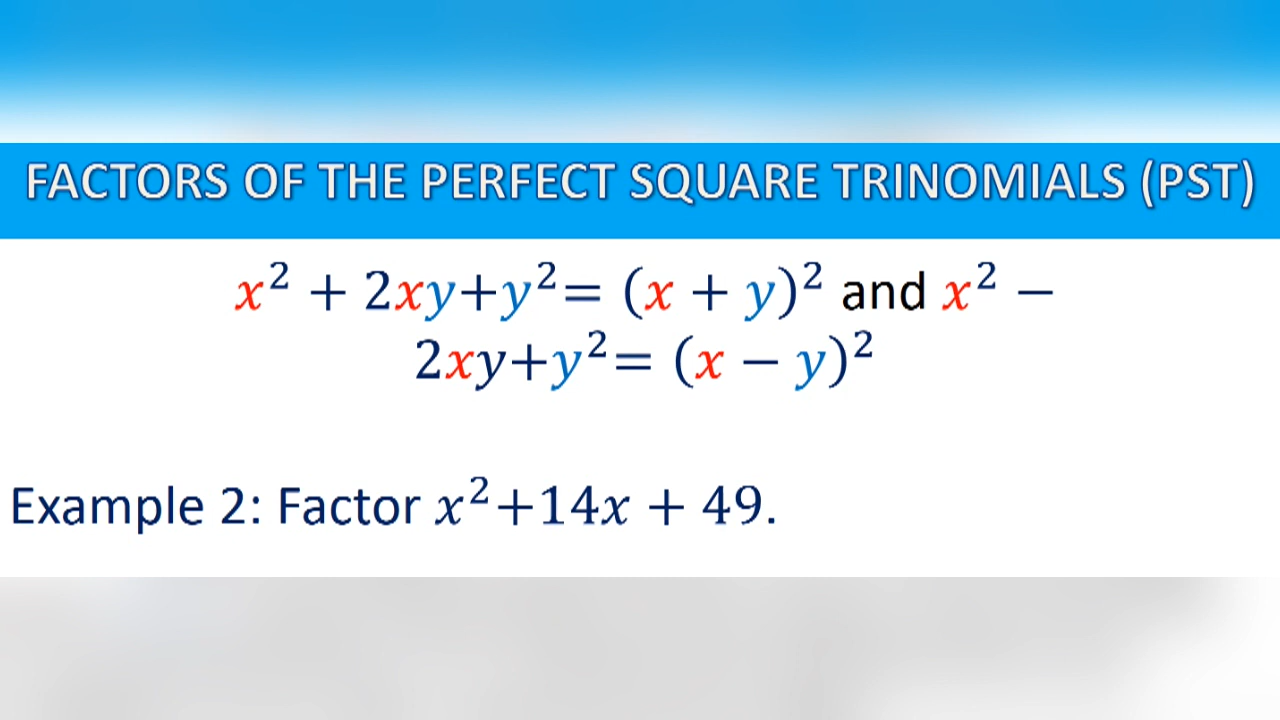 FACTORS OF THE PERFECT SQUARE TRINOMIALS (PST)
x² + 2xy+y²= (x + y)² and x² −
2xy+y²= (x − y)²
Example 2: Factor x²+14x + 49.